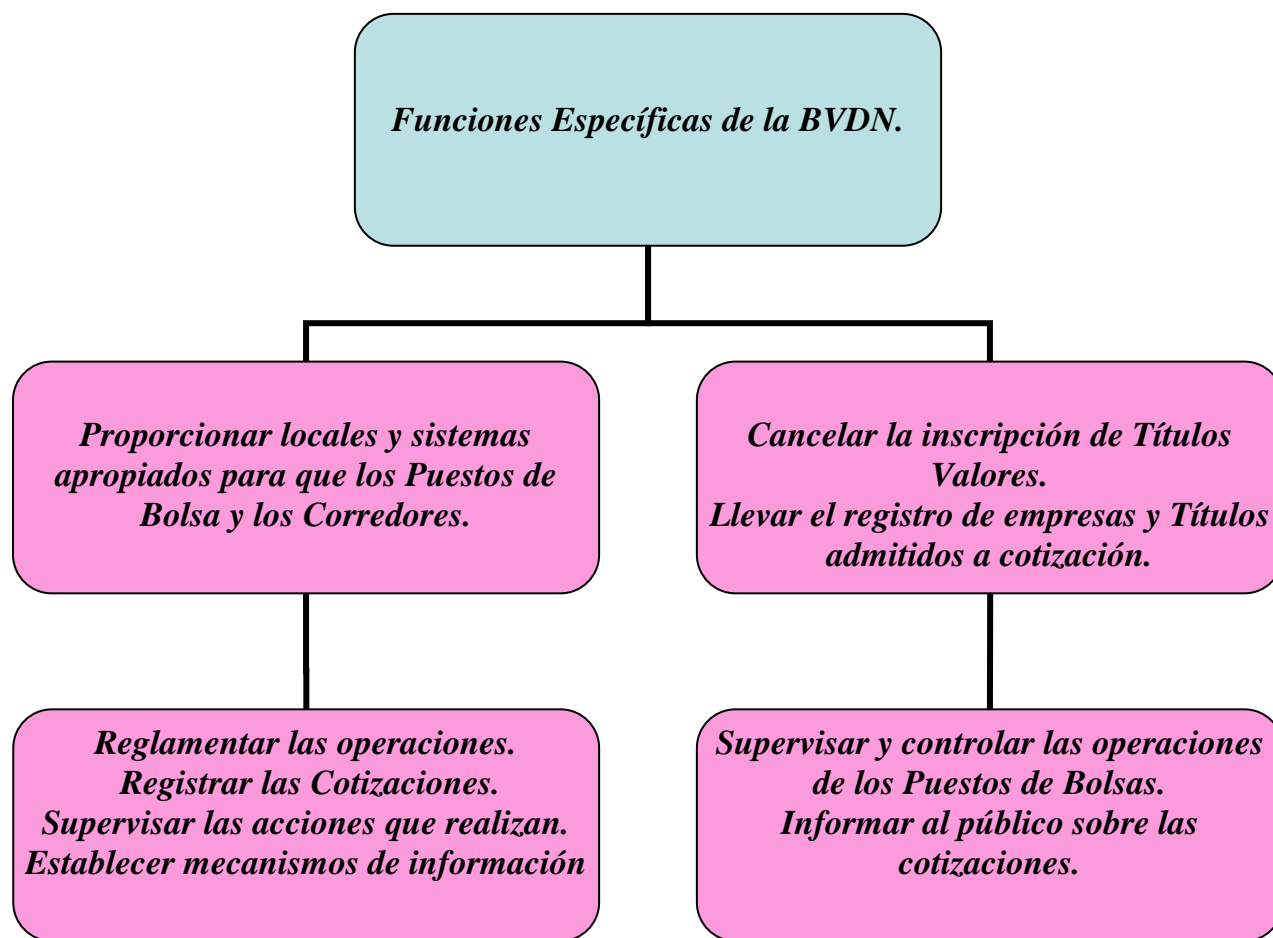 Funciones Específicas de la BVDN.
Proporcionar locales y sistemas
apropiados para que los Puestos de
Bolsa y los Corredores.
Cancelar la inscripción de Títulos
Valores.
Llevar el registro de empresas y Títulos
admitidos a cotización.
Reglamentar las operaciones.
Registrar las Cotizaciones.
Supervisar las acciones que realizan.
Establecer mecanismos de información
Supervisar y controlar las operaciones
de los Puestos de Bolsas.
Informar al público sobre las
cotizaciones.